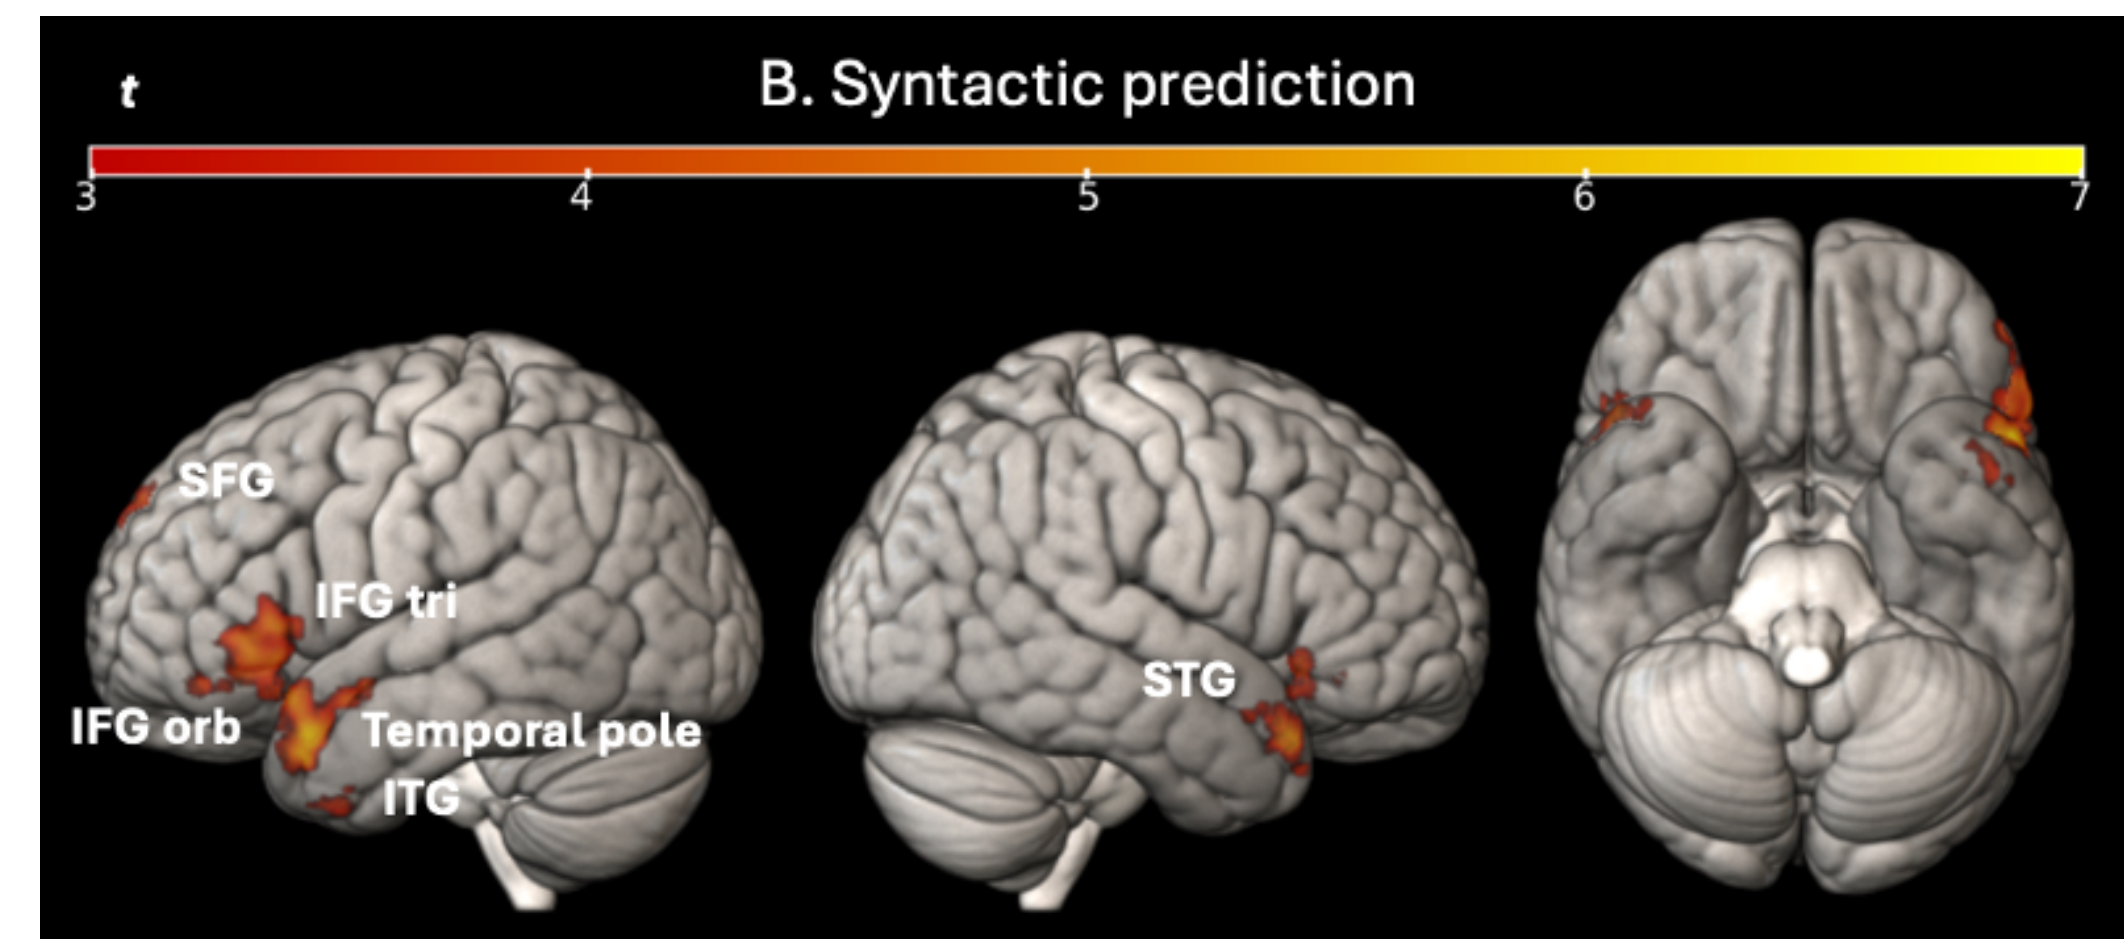 t
B. Syntactic prediction
3 4 5 6 7
SFG
IFG tri
STG
IFG orb
Temporal pole
ITG